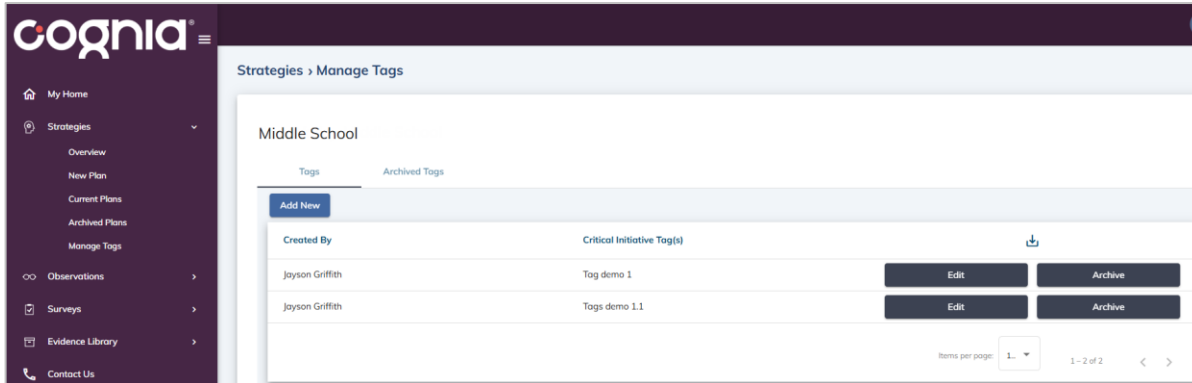 cognia
My Home
Strategies
Overview
New Plan
Current Plans
Archived Plans
Manage Tags
Observations
Surveys
Evidence Library
Contact Us
Strategies › Manage Tags
Middle School
Tags Archived Tags
Add New
Created By Critical Initiative Tag(s)
Jayson Griffith Tag demo 1 Edit Archive
Jayson Griffith Tags demo 1.1 Edit Archive
Items per page: 1... 1 – 2 of 2